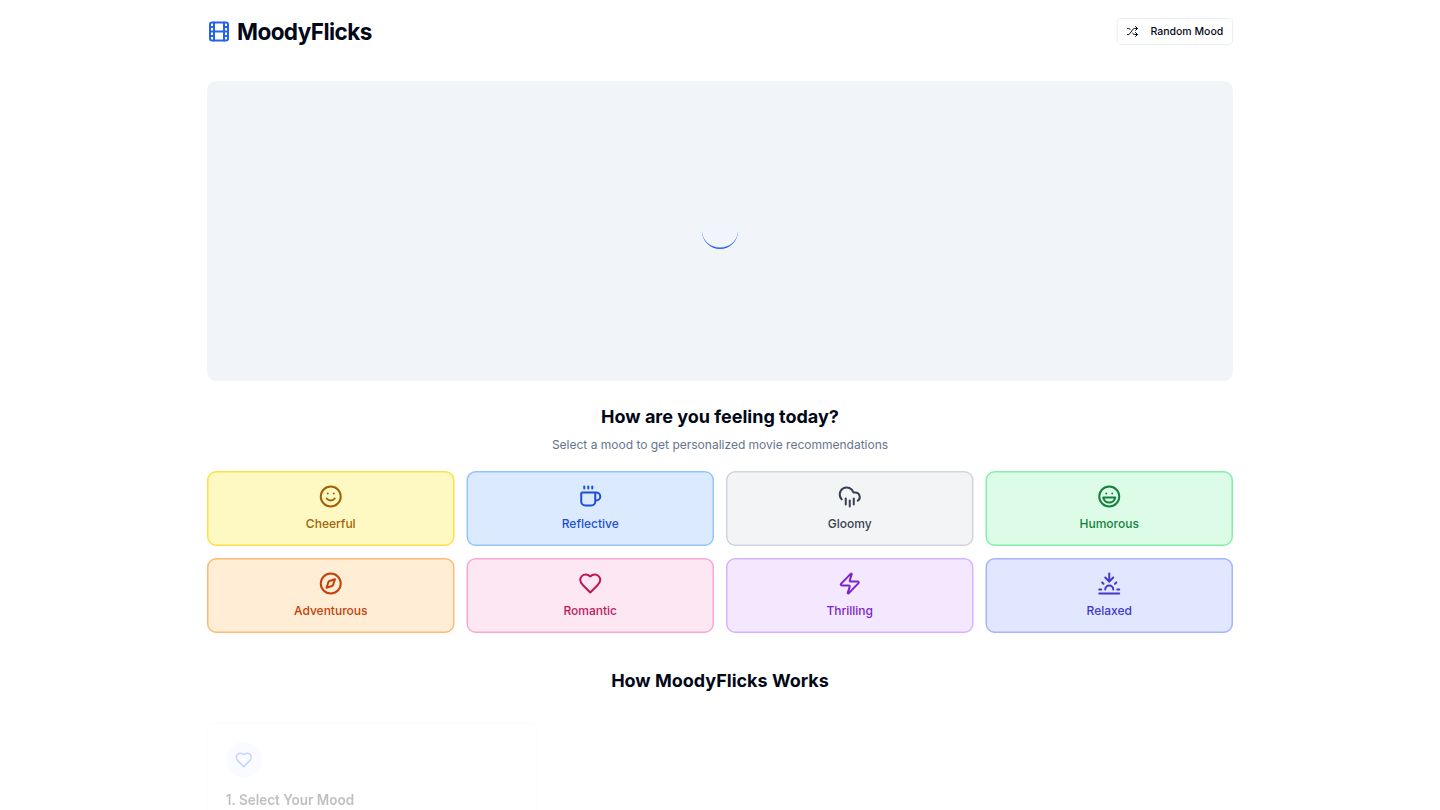 MoodyFlicks
Random Mood
How are you feeling today?
Select a mood to get personalized movie recommendations
Cheerful
Reflective
Gloomy
Humorous
Adventurous
Romantic
Thrilling
Relaxed
How MoodyFlicks Works
1. Select Your Mood